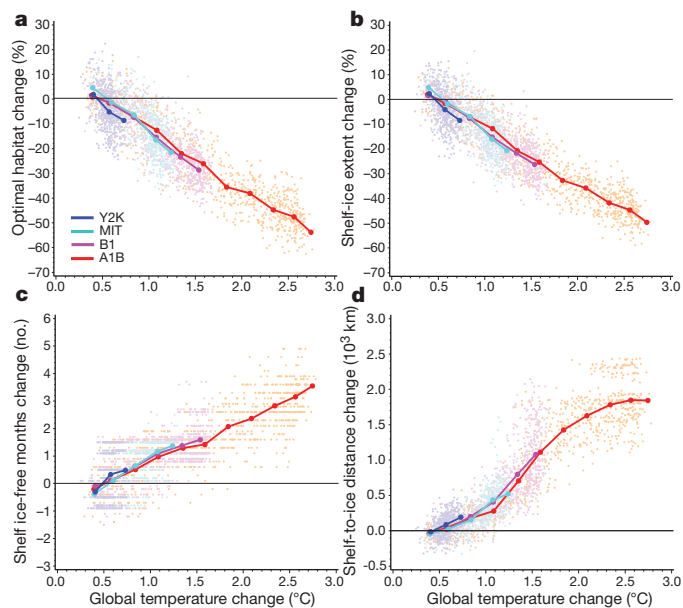 a
b
Optimal habitat change (%)
30
20
10
0
−10
−20
−30
−40
−50
−60
−70
Y2K
MIT
B1
A1B
0.0 0.5 1.0 1.5 2.0 2.5 3.0
Shelf-ice extent change (%)
30
20
10
0
−10
−20
−30
−40
−50
−60
−70
0.0 0.5 1.0 1.5 2.0 2.5 3.0
c
d
Shelf ice-free months change (no.)
6
5
4
3
2
1
0
−1
−2
−3
0.0 0.5 1.0 1.5 2.0 2.5 3.0
Global temperature change (°C)
Shelf-to-ice distance change (10³ km)
3.0
2.5
2.0
1.5
1.0
0.5
0.0
-0.5
0.0 0.5 1.0 1.5 2.0 2.5 3.0
Global temperature change (°C)